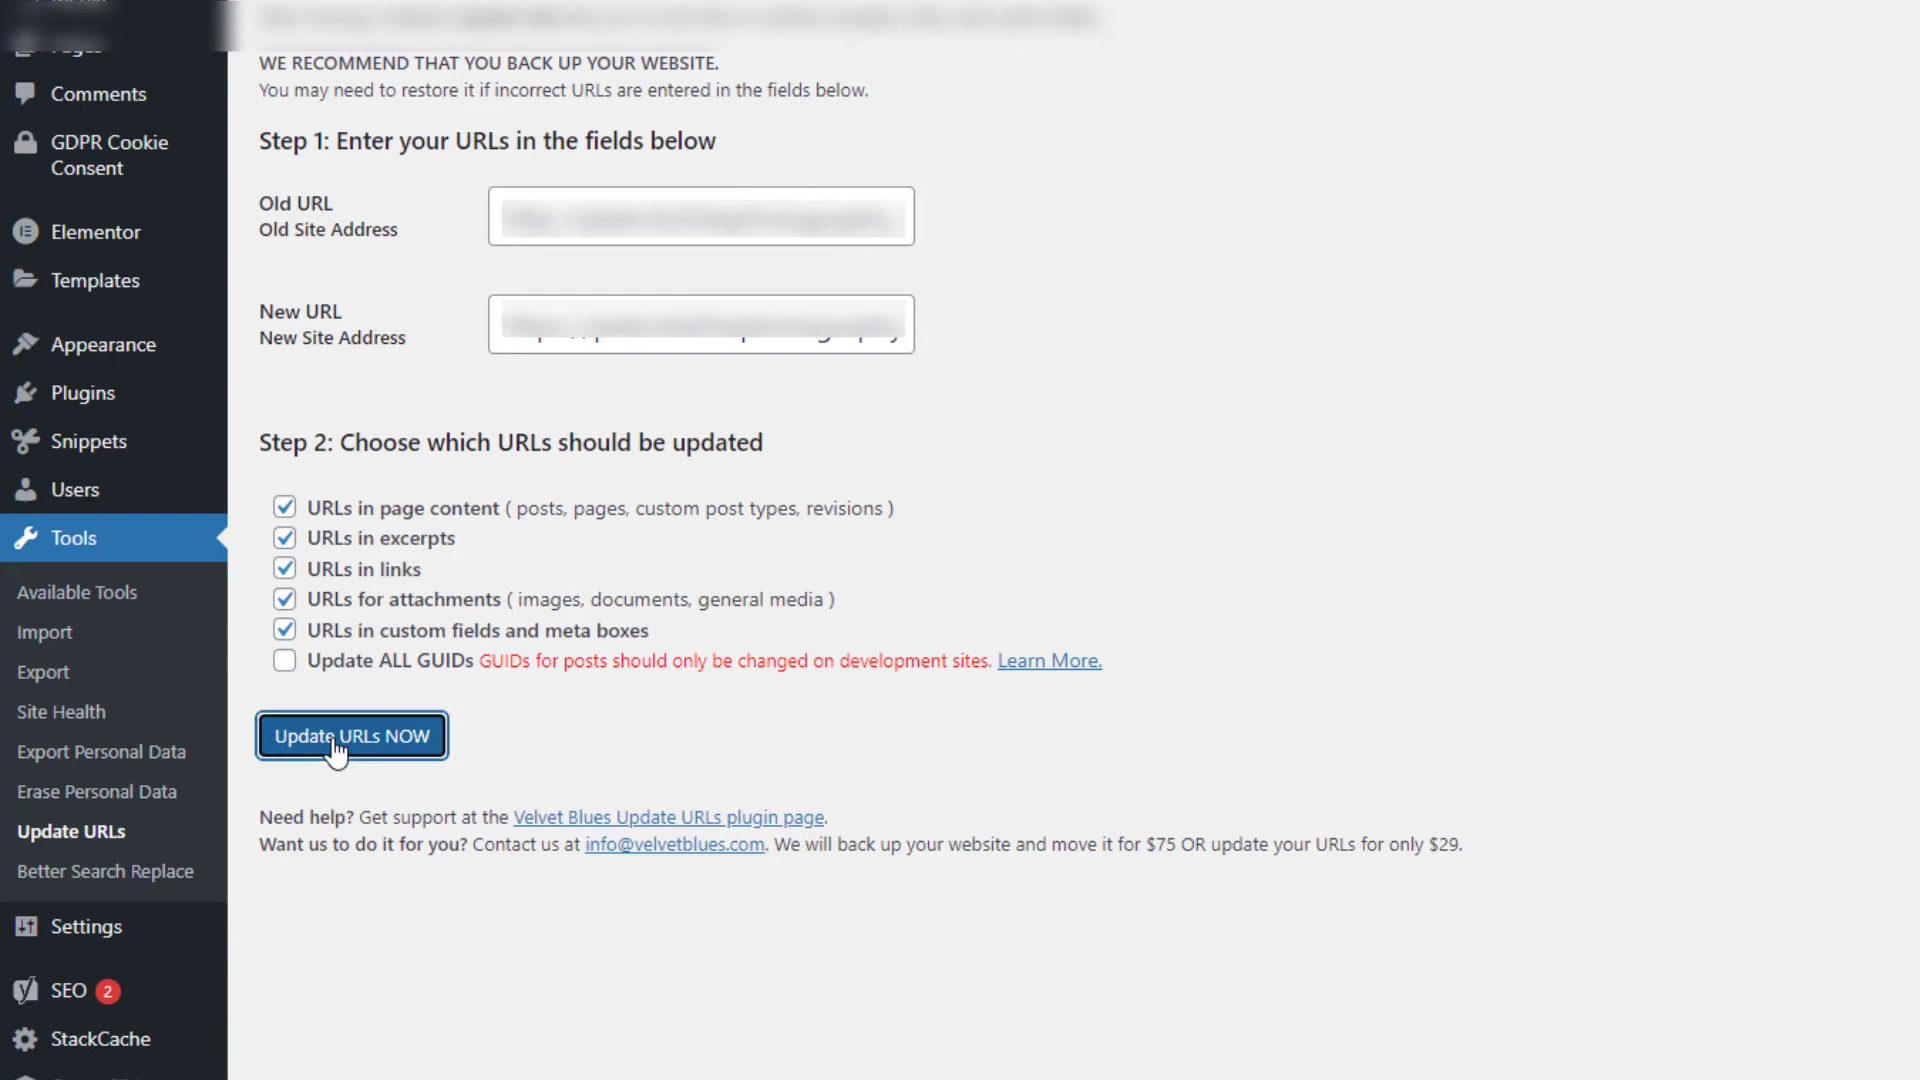 Pages
Comments
GDPR Cookie
Consent
Elementor
Templates
Appearance
Plugins
Snippets
Users
Tools
Available Tools
Import
Export
Site Health
Export Personal Data
Erase Personal Data
Update URLs
Better Search Replace
Settings
SEO 2
StackCache
WE RECOMMEND THAT YOU BACK UP YOUR WEBSITE.
You may need to restore it if incorrect URLs are entered in the fields below.
Step 1: Enter your URLs in the fields below
Old URL
Old Site Address
New URL
New Site Address
Step 2: Choose which URLs should be updated
URLs in page content ( posts, pages, custom post types, revisions )
URLs in excerpts
URLs in links
URLs for attachments ( images, documents, general media )
URLs in custom fields and meta boxes
Update ALL GUIDs GUIDs for posts should only be changed on development sites. Learn More.
Update URLs NOW
Need help? Get support at the Velvet Blues Update URLs plugin page.
Want us to do it for you? Contact us at info@velvetblues.com. We will back up your website and move it for $75 OR update your URLs for only $29.